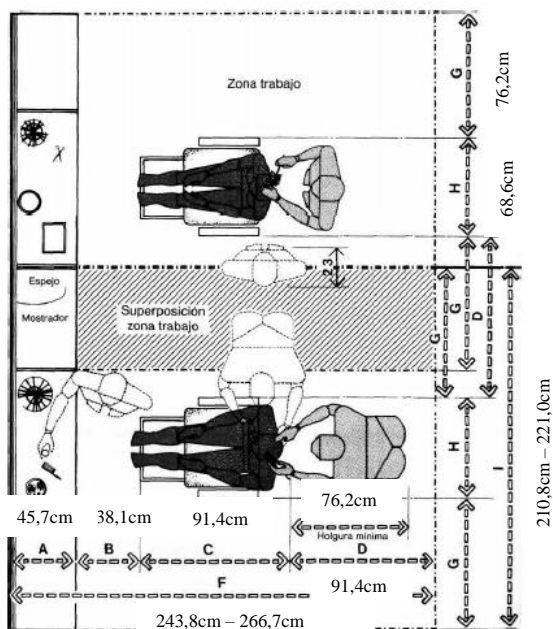 Zona trabajo
G
76,2cm
H
68,6cm
23
Espejo
Mostrador
Superposición
zona trabajo
G
G
D
H
I
210,8cm – 221,0cm
G
45,7cm
38,1cm
91,4cm
76,2cm
Holgura mínima
A
B
C
D
F
91,4cm
243,8cm – 266,7cm